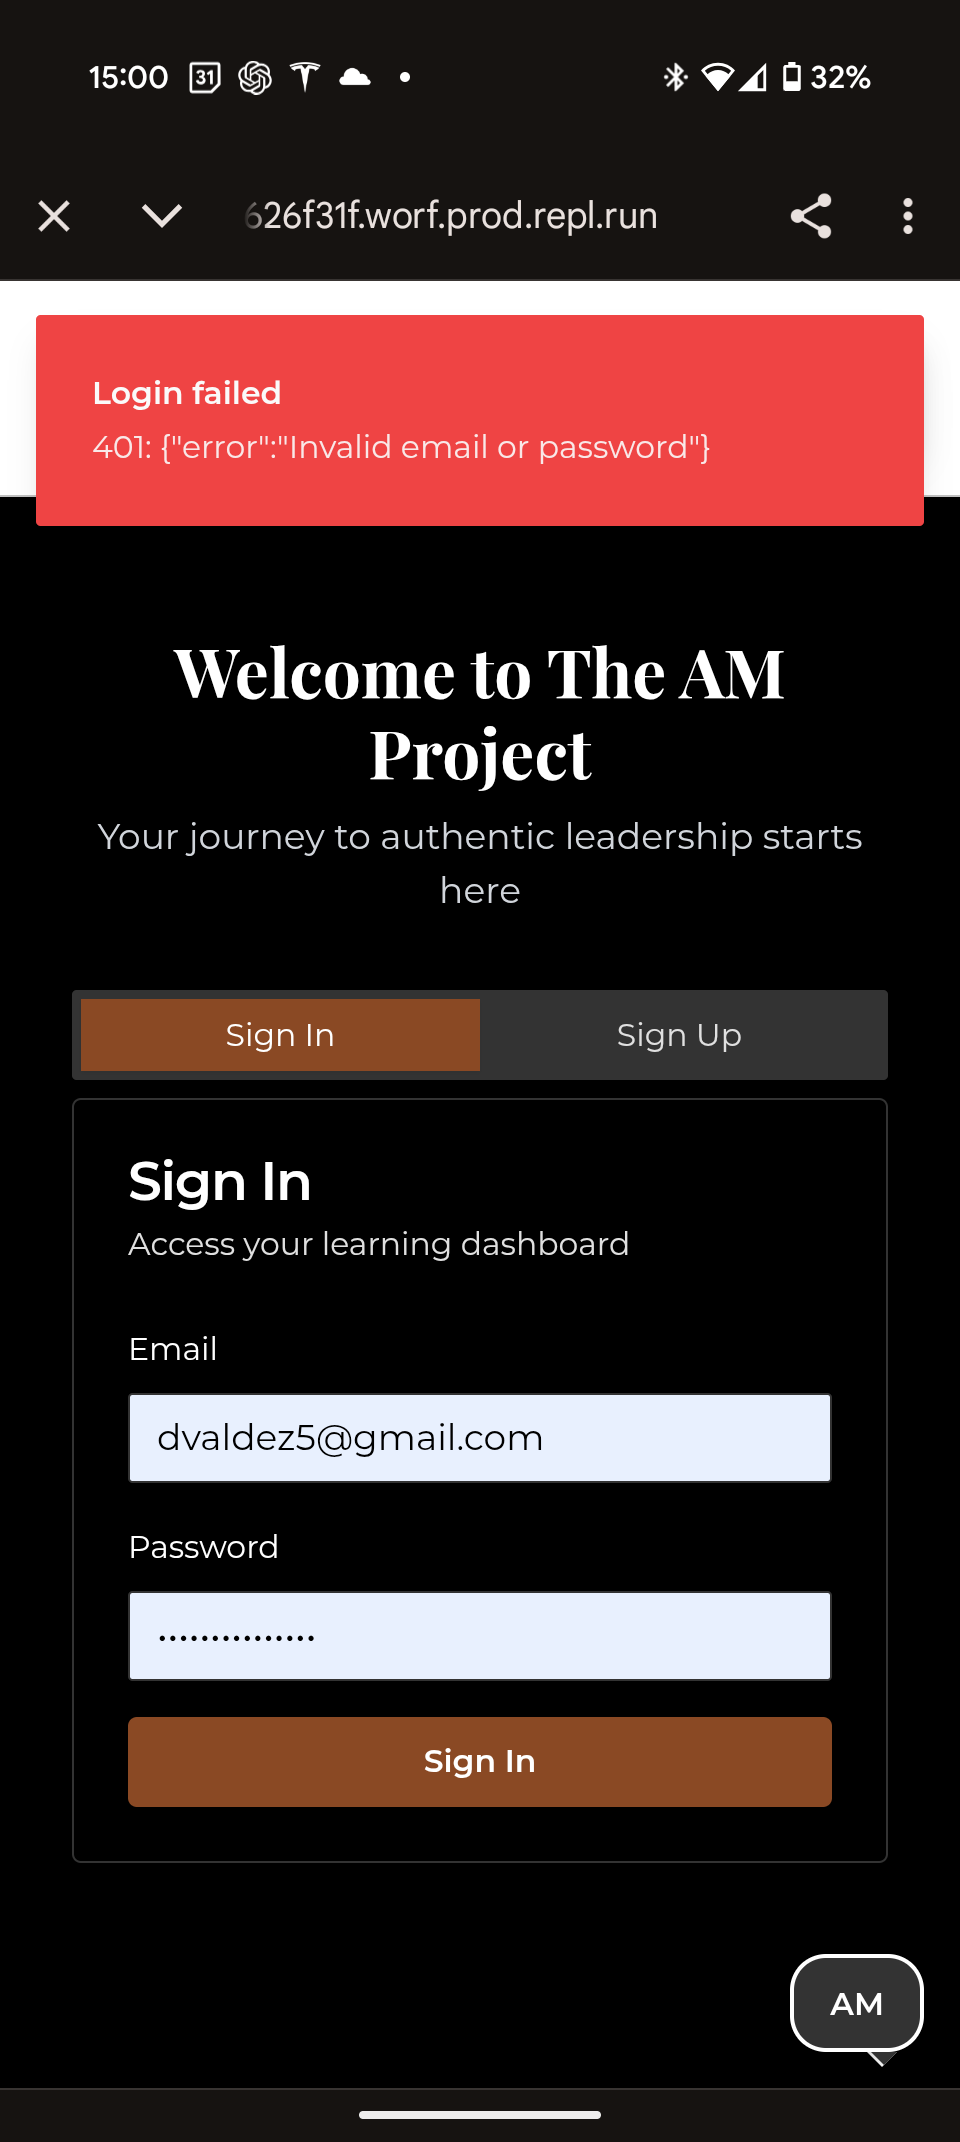 15:00 31 32%
626f31f.worf.prod.repl.run
Login failed
401: {"error":"Invalid email or password"}
Welcome to The AM
Project
Your journey to authentic leadership starts
here
Sign In Sign Up
Sign In
Access your learning dashboard
Email
dvaldez5@gmail.com
Password
•••••••••••••••
Sign In
AM